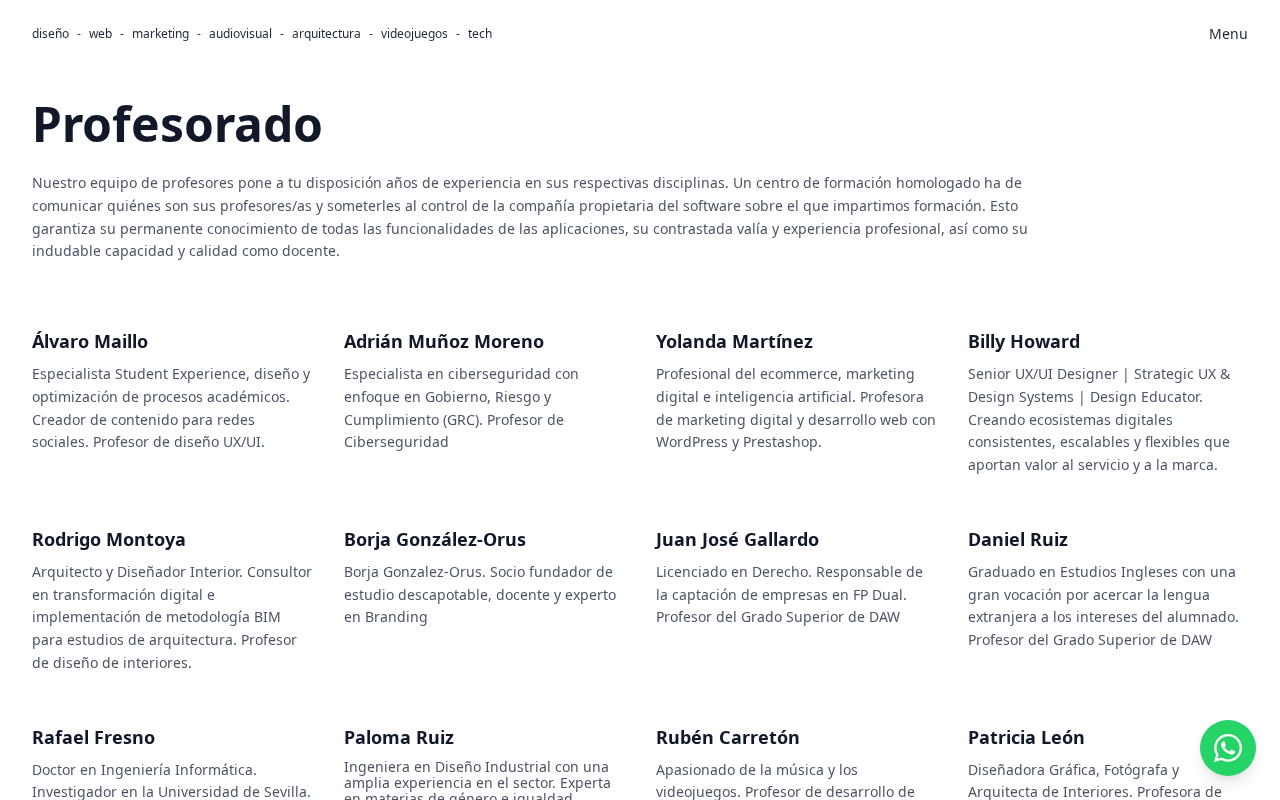 diseño - web - marketing - audiovisual - arquitectura - videojuegos - tech
Menu
Profesorado
Nuestro equipo de profesores pone a tu disposición años de experiencia en sus respectivas disciplinas. Un centro de formación homologado ha de
comunicar quiénes son sus profesores/as y someterles al control de la compañía propietaria del software sobre el que impartimos formación. Esto
garantiza su permanente conocimiento de todas las funcionalidades de las aplicaciones, su contrastada valía y experiencia profesional, así como su
indudable capacidad y calidad como docente.
Álvaro Maillo
Especialista Student Experience, diseño y
optimización de procesos académicos.
Creador de contenido para redes
sociales. Profesor de diseño UX/UI.
Adrián Muñoz Moreno
Especialista en ciberseguridad con
enfoque en Gobierno, Riesgo y
Cumplimiento (GRC). Profesor de
Ciberseguridad
Yolanda Martínez
Profesional del ecommerce, marketing
digital e inteligencia artificial. Profesora
de marketing digital y desarrollo web con
WordPress y Prestashop.
Billy Howard
Senior UX/UI Designer | Strategic UX &
Design Systems | Design Educator.
Creando ecosistemas digitales
consistentes, escalables y flexibles que
aportan valor al servicio y a la marca.
Rodrigo Montoya
Arquitecto y Diseñador Interior. Consultor
en transformación digital e
implementación de metodología BIM
para estudios de arquitectura. Profesor
de diseño de interiores.
Borja González-Orus
Borja Gonzalez-Orus. Socio fundador de
estudio descapotable, docente y experto
en Branding
Juan José Gallardo
Licenciado en Derecho. Responsable de
la captación de empresas en FP Dual.
Profesor del Grado Superior de DAW
Daniel Ruiz
Graduado en Estudios Ingleses con una
gran vocación por acercar la lengua
extranjera a los intereses del alumnado.
Profesor del Grado Superior de DAW
Rafael Fresno
Doctor en Ingeniería Informática.
Investigador en la Universidad de Sevilla.
Paloma Ruiz
Ingeniera en Diseño Industrial con una
amplia experiencia en el sector. Experta
en materias de género e igualdad
Rubén Carretón
Apasionado de la música y los
videojuegos. Profesor de desarrollo de
Patricia León
Diseñadora Gráfica, Fotógrafa y
Arquitecta de Interiores. Profesora de